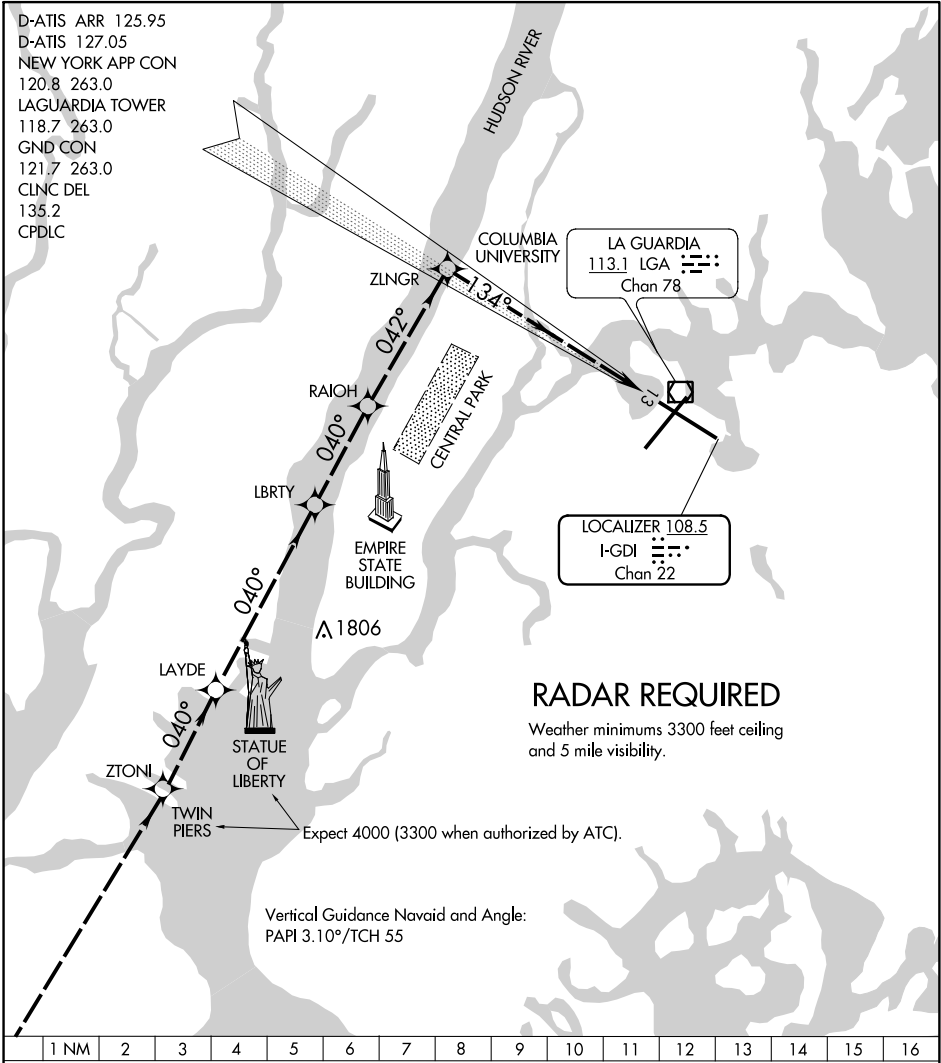 D-ATIS ARR 125.95
D-ATIS 127.05
NEW YORK APP CON
120.8 263.0
LAGUARDIA TOWER
118.7 263.0
GND CON
121.7 263.0
CLNC DEL
135.2
CPDLC
HUDSON RIVER
COLUMBIA
UNIVERSITY
LA GUARDIA
113.1 LGA
Chan 78
ZLNGR
134°
042°
RAIOH
13
CENTRAL PARK
040°
LBRTY
EMPIRE
STATE
BUILDING
LOCALIZER 108.5
I-GDI
Chan 22
040°
1806
LAYDE
RADAR REQUIRED
Weather minimums 3300 feet ceiling
and 5 mile visibility.
040°
STATUE
OF
LIBERTY
ZTONI
TWIN
PIERS
Expect 4000 (3300 when authorized by ATC).
Vertical Guidance Navaid and Angle:
PAPI 3.10°/TCH 55
1 NM 2 3 4 5 6 7 8 9 10 11 12 13 14 15 16